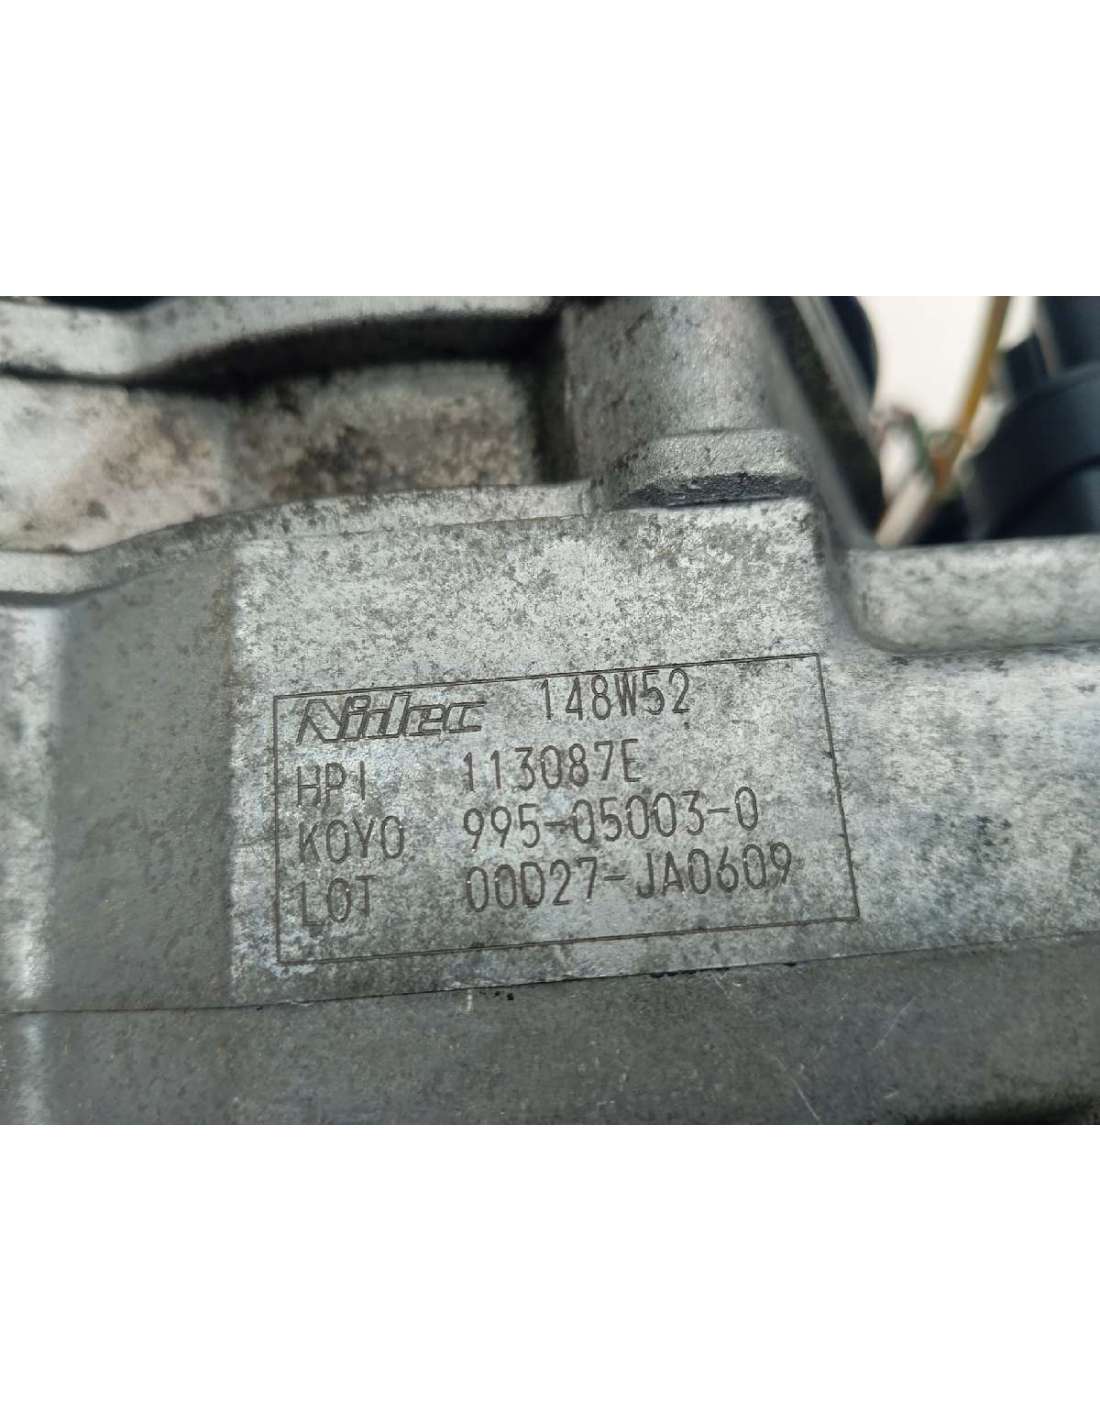 Nidec 148W52
HPI 113087E
KOYO 995-05003-0
LOT 00D27-JA0609